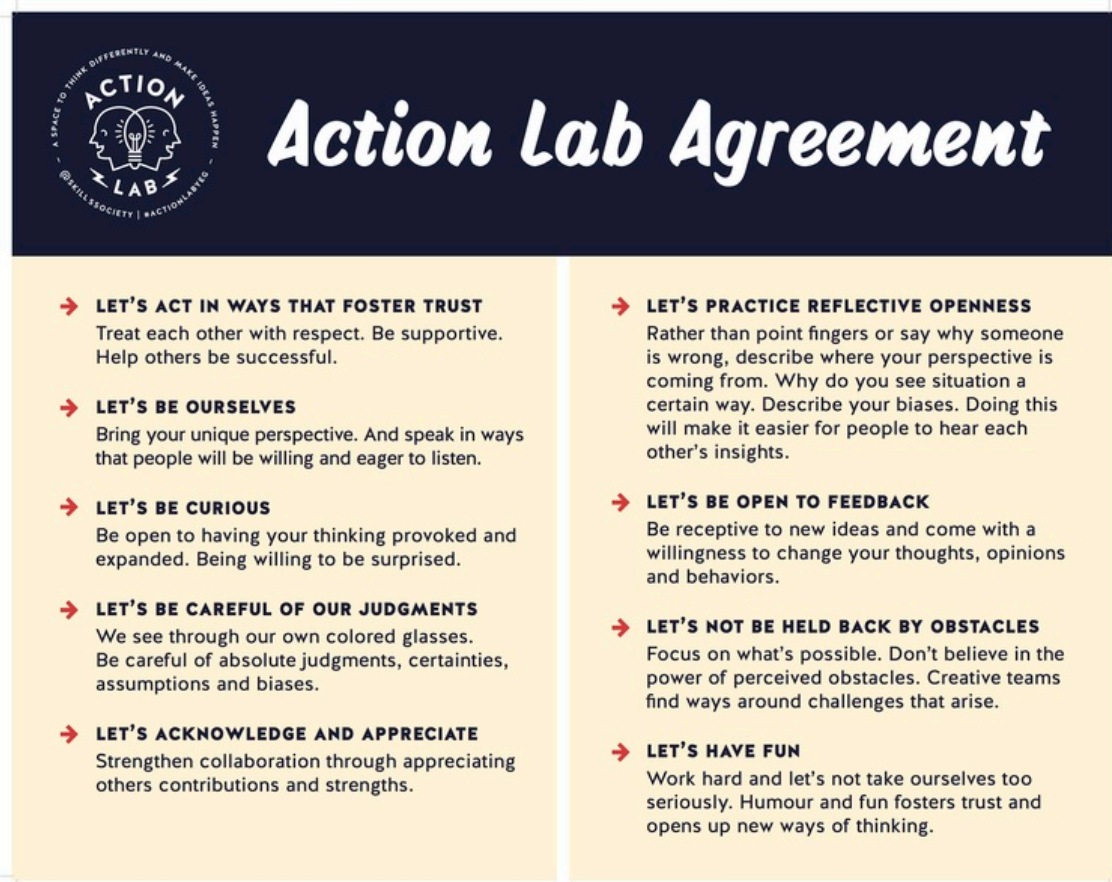 A SPACE TO THINK DIFFERENTLY AND MAKE IDEAS HAPPEN
ACTION
LAB
@SKILLSSOCIETY | #ACTIONLABYEG
Action Lab Agreement
LET'S ACT IN WAYS THAT FOSTER TRUST
Treat each other with respect. Be supportive.
Help others be successful.
LET'S BE OURSELVES
Bring your unique perspective. And speak in ways
that people will be willing and eager to listen.
LET'S BE CURIOUS
Be open to having your thinking provoked and
expanded. Being willing to be surprised.
LET'S BE CAREFUL OF OUR JUDGMENTS
We see through our own colored glasses.
Be careful of absolute judgments, certainties,
assumptions and biases.
LET'S ACKNOWLEDGE AND APPRECIATE
Strengthen collaboration through appreciating
others contributions and strengths.
LET'S PRACTICE REFLECTIVE OPENNESS
Rather than point fingers or say why someone
is wrong, describe where your perspective is
coming from. Why do you see situation a
certain way. Describe your biases. Doing this
will make it easier for people to hear each
other's insights.
LET'S BE OPEN TO FEEDBACK
Be receptive to new ideas and come with a
willingness to change your thoughts, opinions
and behaviors.
LET'S NOT BE HELD BACK BY OBSTACLES
Focus on what's possible. Don't believe in the
power of perceived obstacles. Creative teams
find ways around challenges that arise.
LET'S HAVE FUN
Work hard and let's not take ourselves too
seriously. Humour and fun fosters trust and
opens up new ways of thinking.